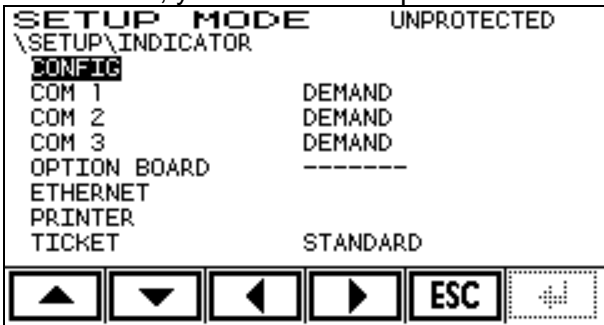 SETUP MODE UNPROTECTED
\SETUP\INDICATOR
CONFIG
COM 1 DEMAND
COM 2 DEMAND
COM 3 DEMAND
OPTION BOARD -------
ETHERNET
PRINTER
TICKET STANDARD
ESC